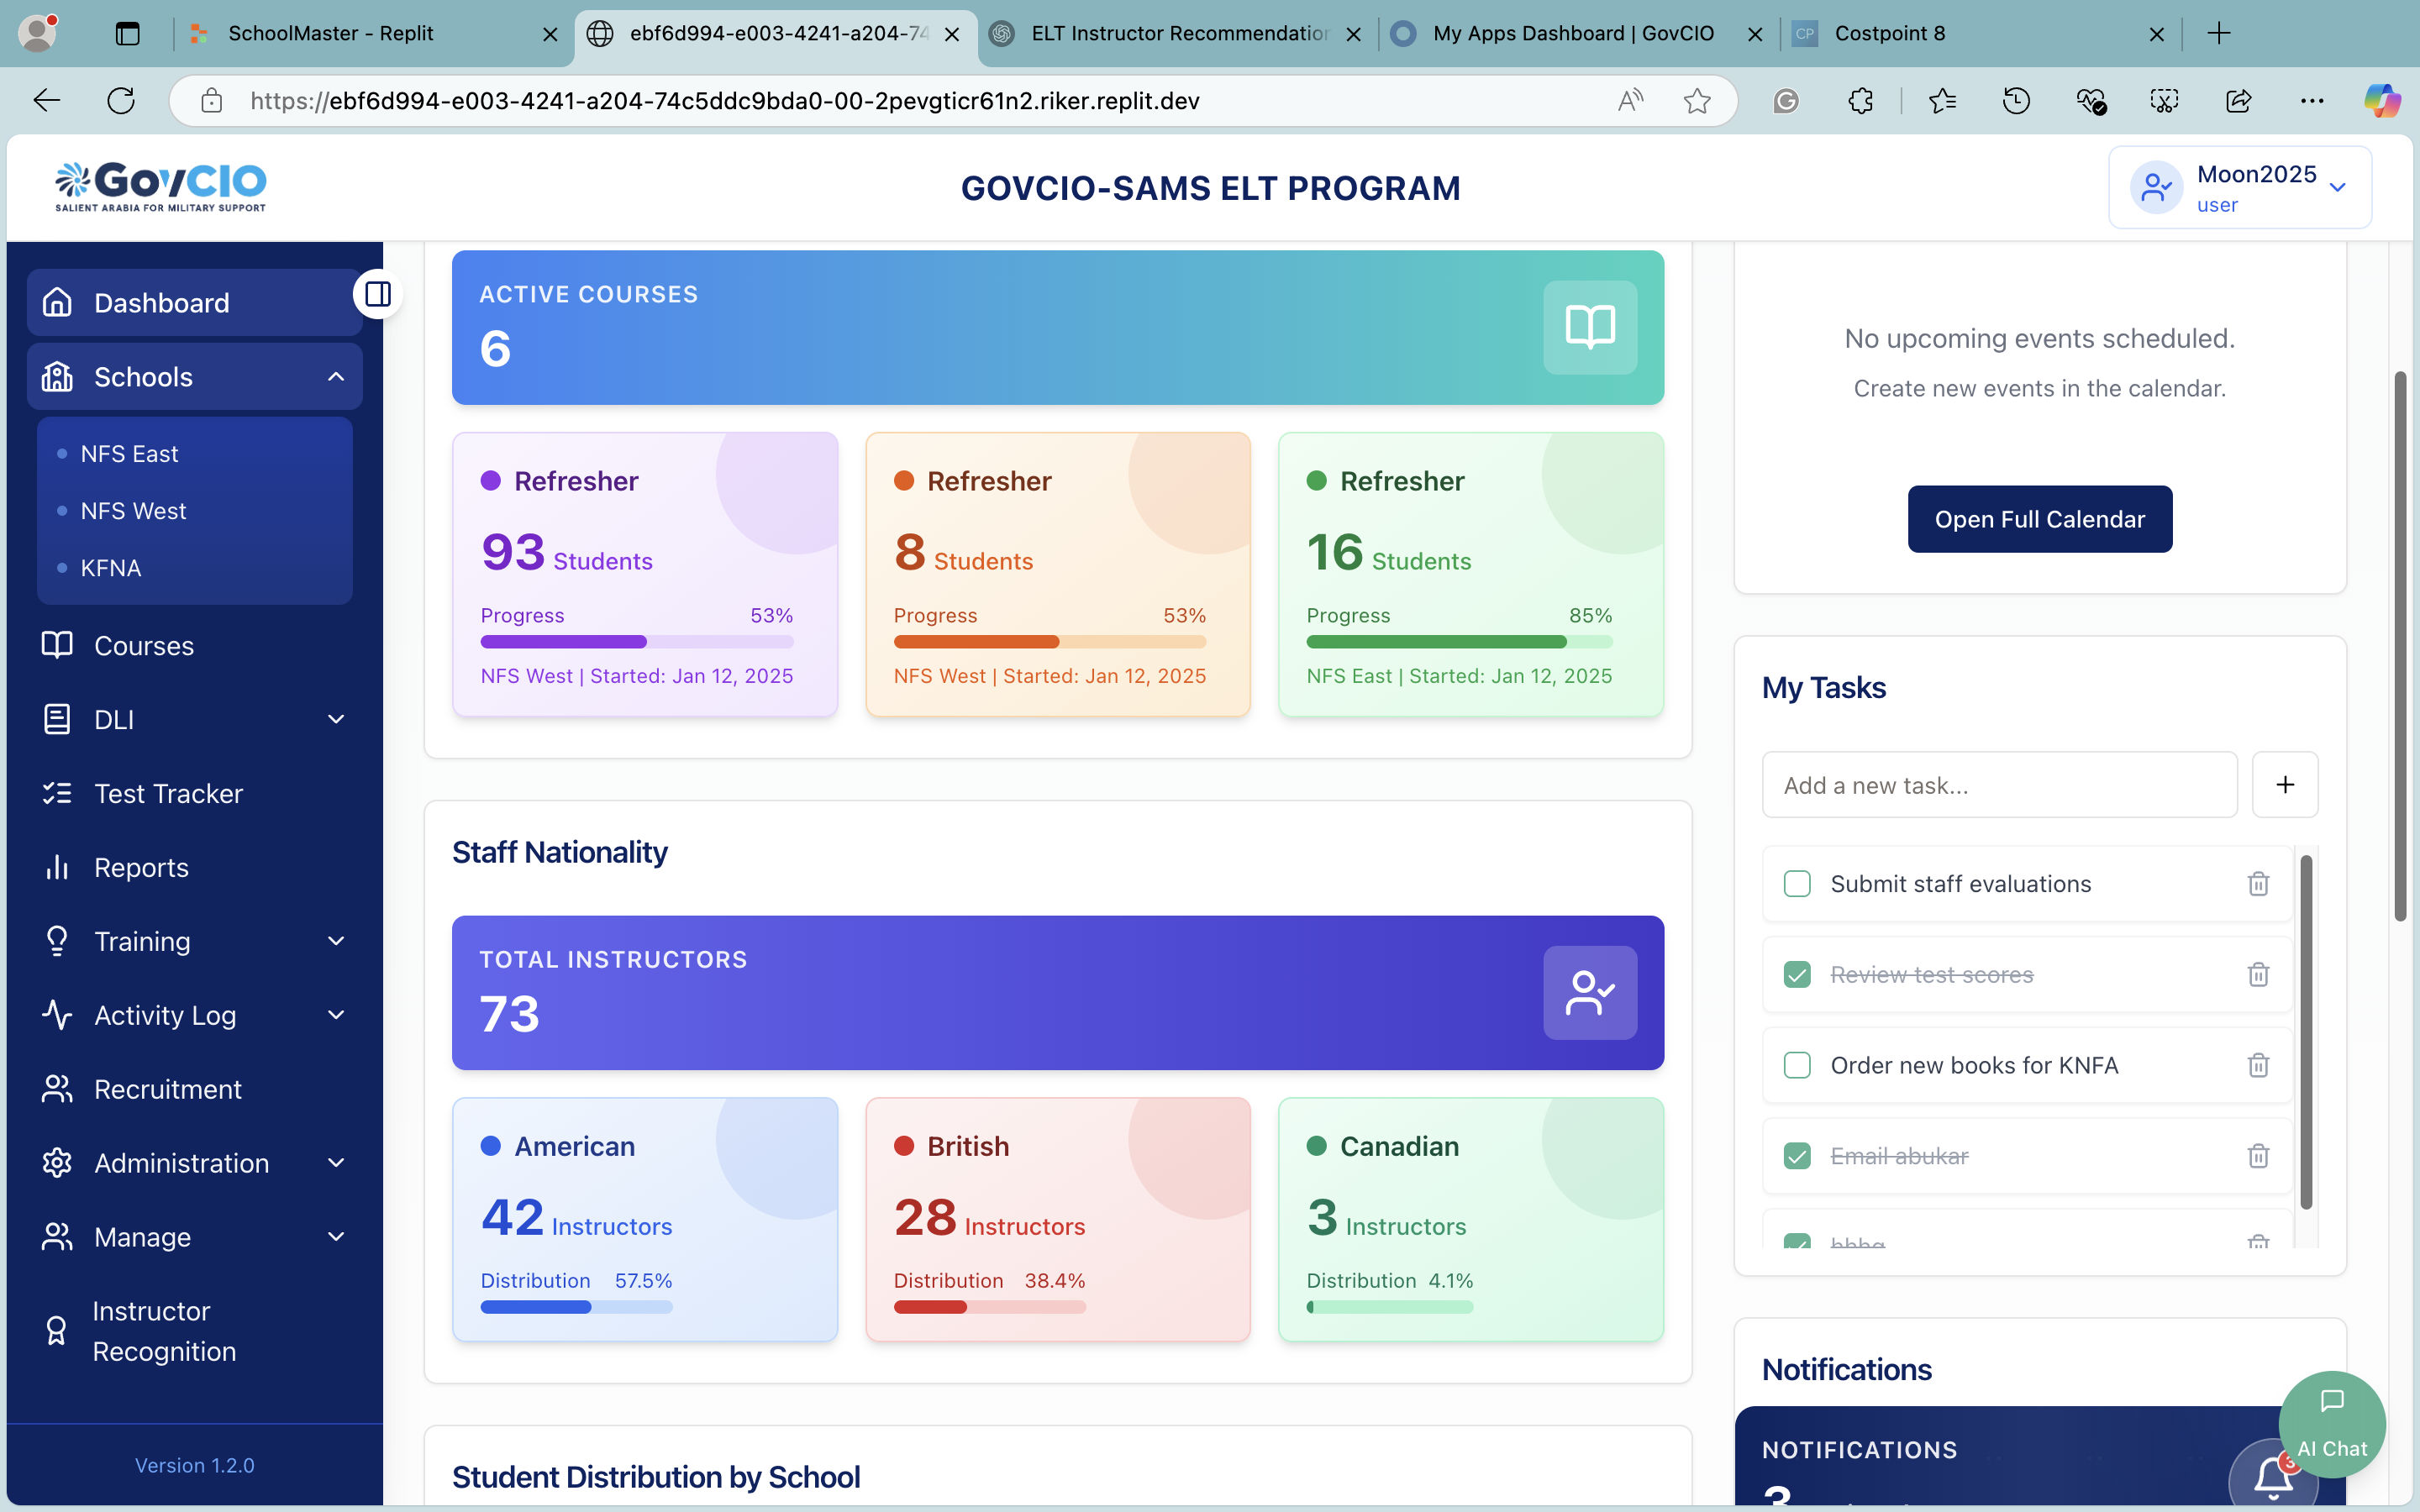 SchoolMaster - Replit
ebf6d994-e003-4241-a204-74
ELT Instructor Recommendation
My Apps Dashboard | GovCIO
CP
Costpoint 8
https://ebf6d994-e003-4241-a204-74c5ddc9bda0-00-2pevgticr61n2.riker.replit.dev
GovCIO
SALIENT ARABIA FOR MILITARY SUPPORT
GOVCIO-SAMS ELT PROGRAM
Moon2025
user
Dashboard
Schools
NFS East
NFS West
KFNA
Courses
DLI
Test Tracker
Reports
Training
Activity Log
Recruitment
Administration
Manage
Instructor
Recognition
Version 1.2.0
ACTIVE COURSES
6
Refresher
93 Students
Progress 53%
NFS West | Started: Jan 12, 2025
Refresher
8 Students
Progress 53%
NFS West | Started: Jan 12, 2025
Refresher
16 Students
Progress 85%
NFS East | Started: Jan 12, 2025
Staff Nationality
TOTAL INSTRUCTORS
73
American
42 Instructors
Distribution 57.5%
British
28 Instructors
Distribution 38.4%
Canadian
3 Instructors
Distribution 4.1%
Student Distribution by School
No upcoming events scheduled.
Create new events in the calendar.
Open Full Calendar
My Tasks
Add a new task...
Submit staff evaluations
Review test scores
Order new books for KNFA
Email abukar
Notifications
NOTIFICATIONS
3
3
AI Chat